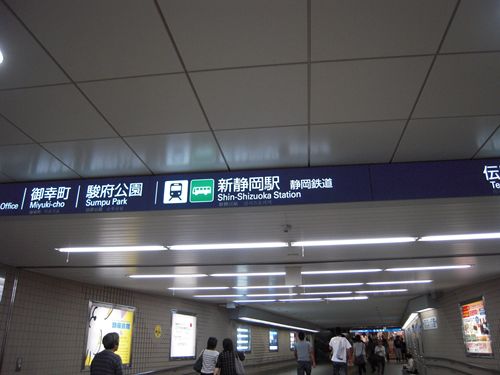 Office
御幸町
Miyuki-cho
駿府公園
Sumpu Park
新静岡駅 静岡鉄道
Shin-Shizuoka Station
伝
Te